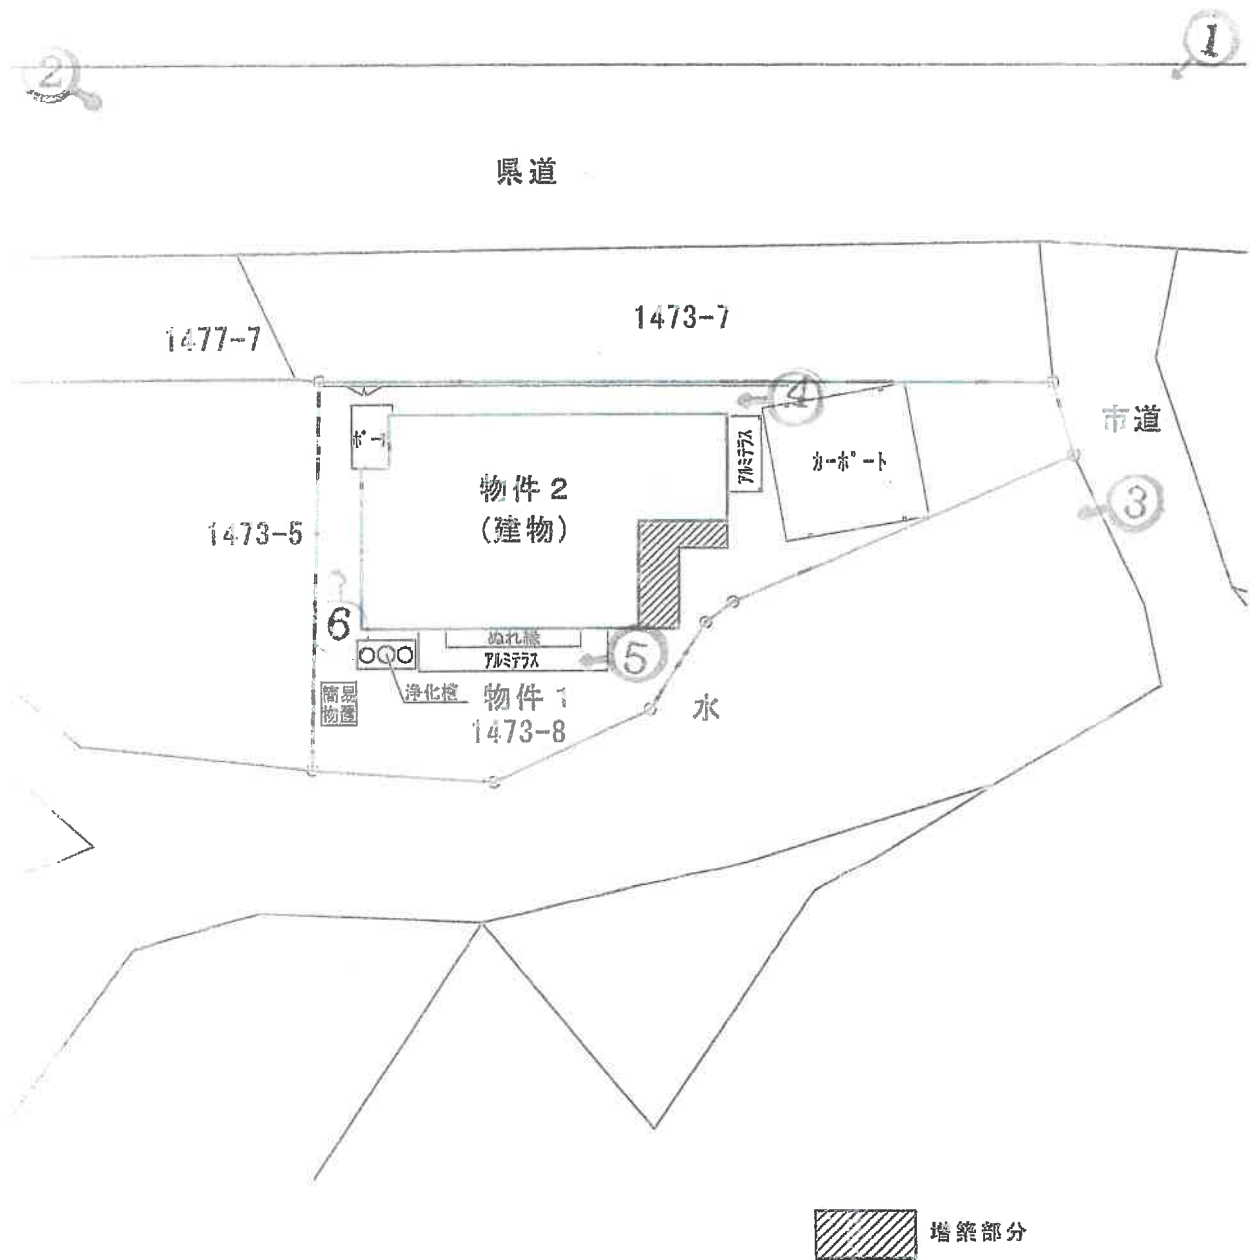 1
2
県道
1473-7
1477-7
4
市道
ポーチ
アルミテラス
カーポート
物件2
(建物)
3
1473-5
6
ぬれ縁
アルミテラス
5
浄化槽
物件1
1473-8
簡易
物置
水
増築部分